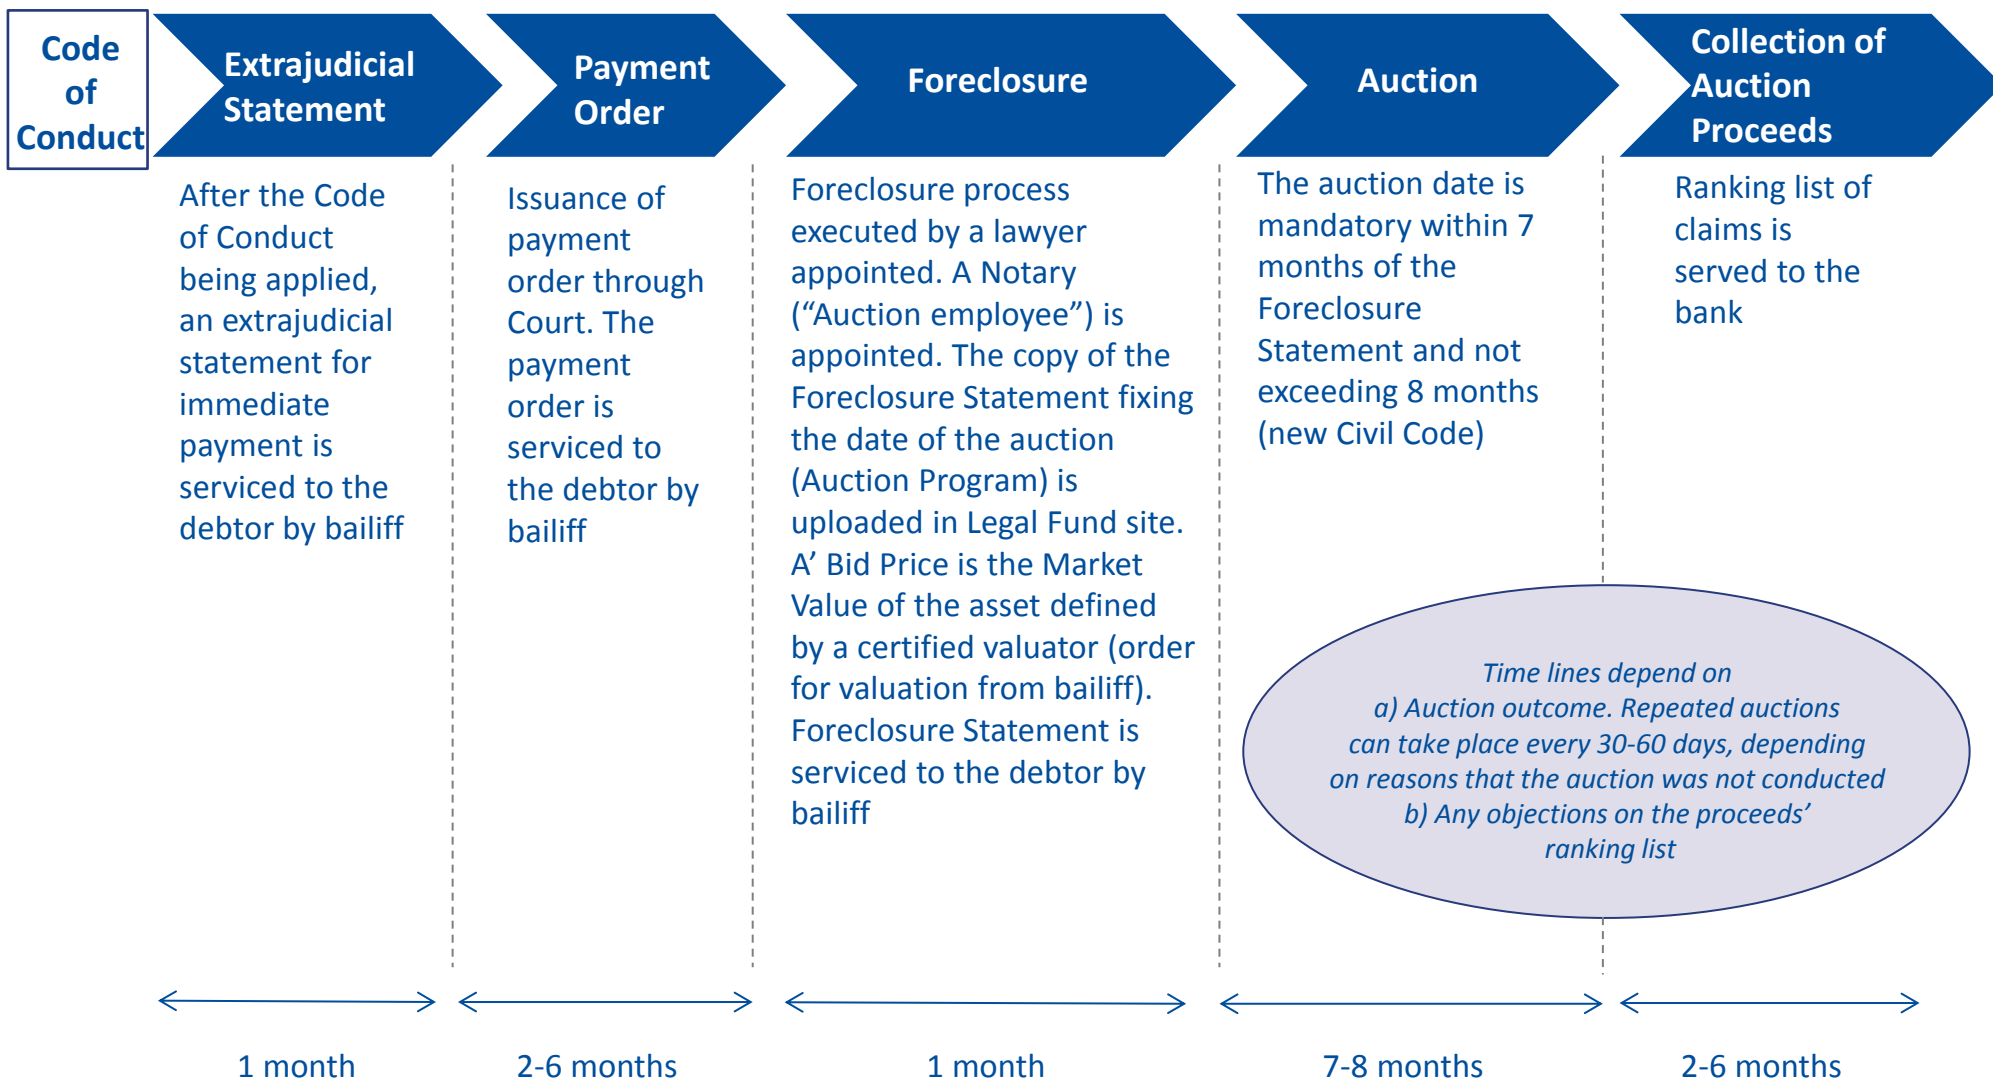 Code
of
Conduct
Extrajudicial
Statement
Payment
Order
Foreclosure
Auction
Collection of
Auction
Proceeds
After the Code
of Conduct
being applied,
an extrajudicial
statement for
immediate
payment is
serviced to the
debtor by bailiff
Issuance of
payment
order through
Court. The
payment
order is
serviced to
the debtor by
bailiff
Foreclosure process
executed by a lawyer
appointed. A Notary
(“Auction employee”) is
appointed. The copy of the
Foreclosure Statement fixing
the date of the auction
(Auction Program) is
uploaded in Legal Fund site.
A’ Bid Price is the Market
Value of the asset defined
by a certified valuator (order
for valuation from bailiff).
Foreclosure Statement is
serviced to the debtor by
bailiff
The auction date is
mandatory within 7
months of the
Foreclosure
Statement and not
exceeding 8 months
(new Civil Code)
Ranking list of
claims is
served to the
bank
Time lines depend on
a) Auction outcome. Repeated auctions
can take place every 30-60 days, depending
on reasons that the auction was not conducted
b) Any objections on the proceeds’
ranking list
1 month
2-6 months
1 month
7-8 months
2-6 months